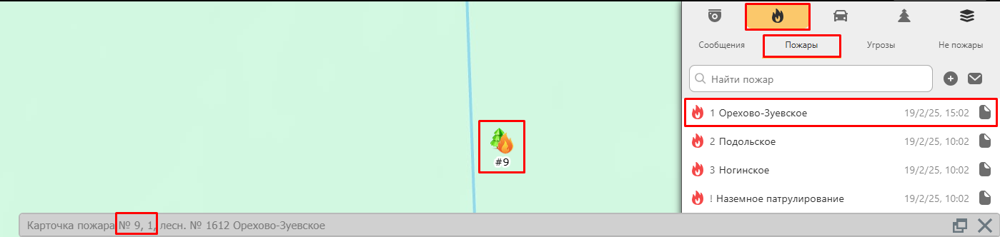 Сообщения Пожары Угрозы Не пожары
Найти пожар
1 Орехово-Зуевское 19/2/25, 15:02
2 Подольское 19/2/25, 10:02
#9
3 Ногинское 19/2/25, 10:02
! Наземное патрулирование 19/2/25, 10:02
Карточка пожара № 9, 1, лесн. № 1612 Орехово-Зуевское